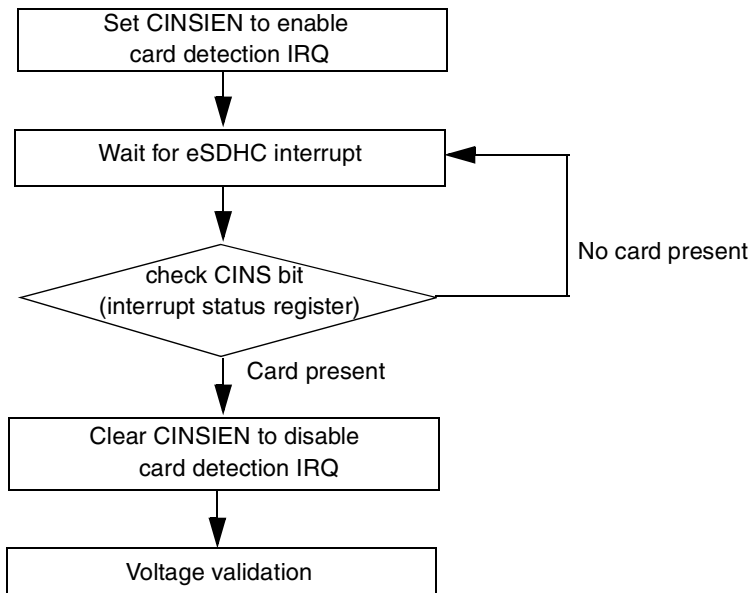 Set CINSIEN to enable
card detection IRQ
Wait for eSDHC interrupt
No card present
check CINS bit
(interrupt status register)
Card present
Clear CINSIEN to disable
card detection IRQ
Voltage validation